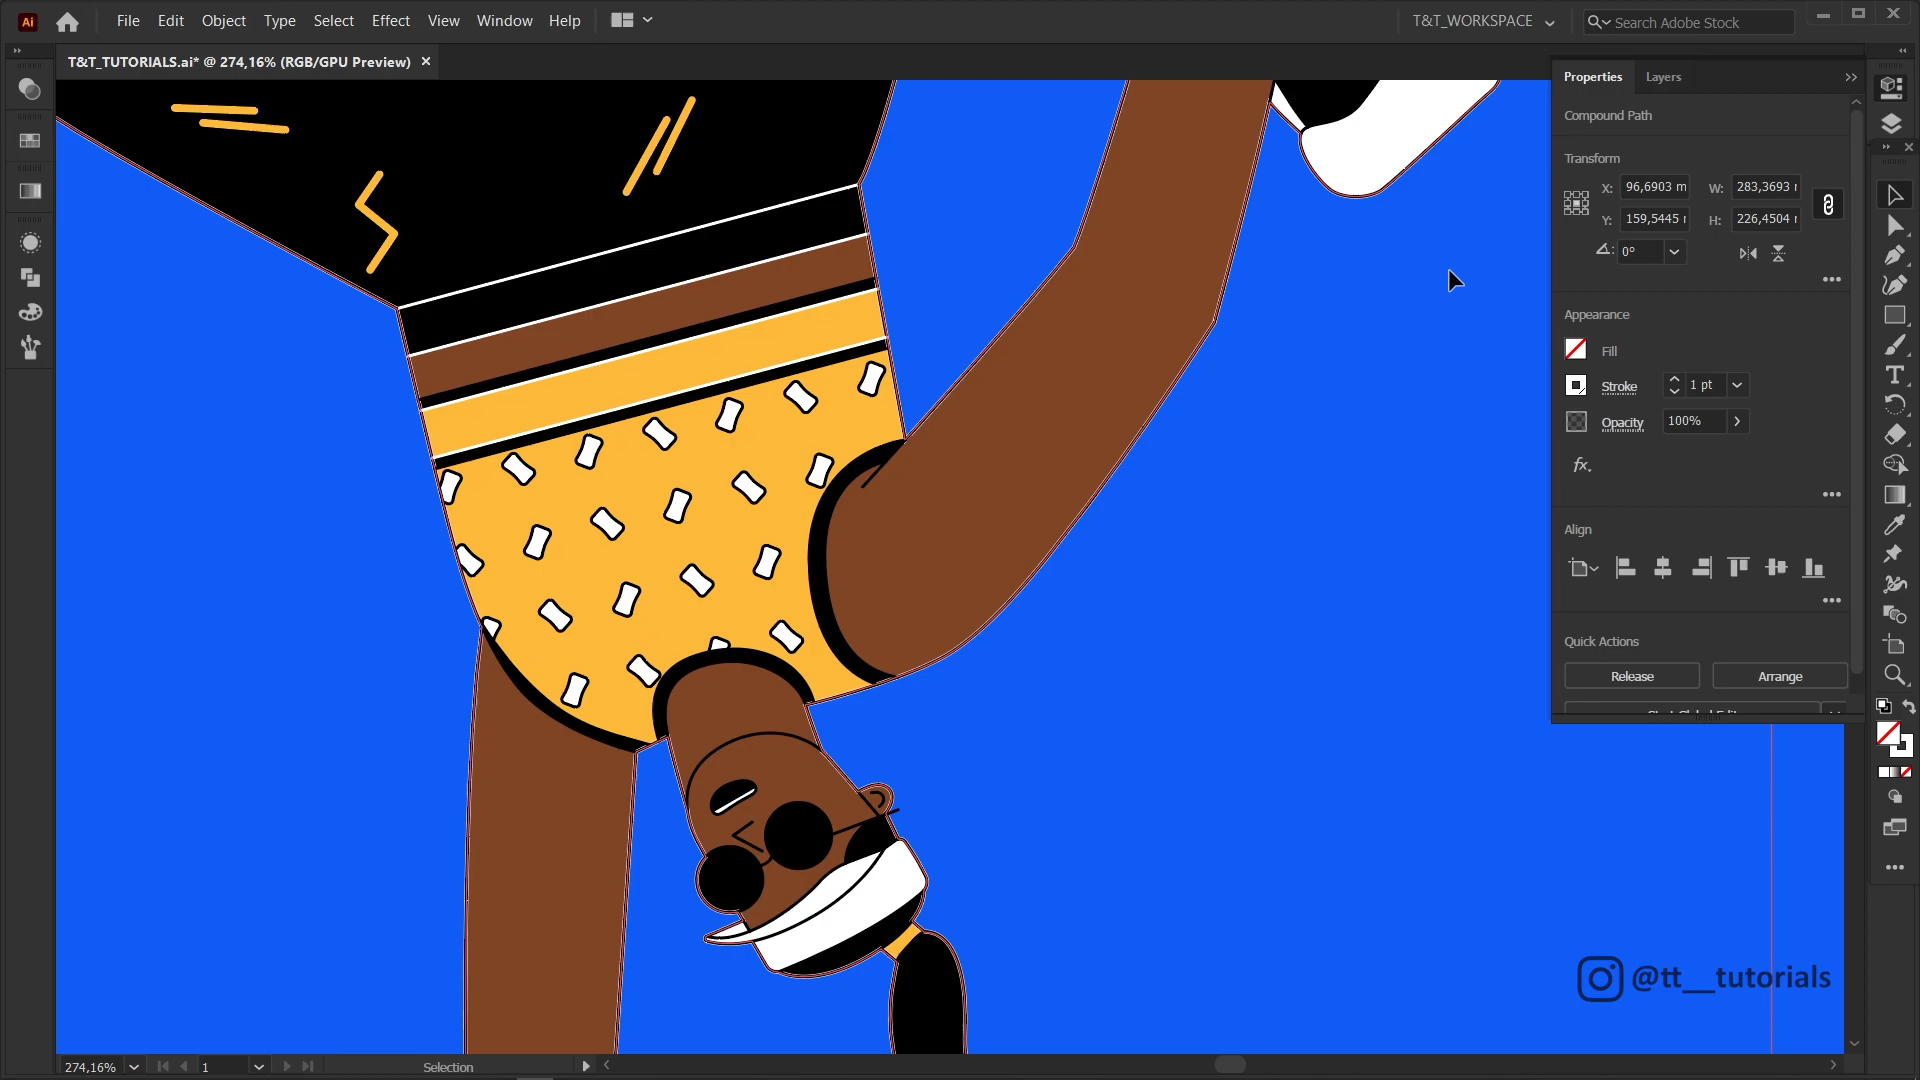 Ai File Edit Object Type Select Effect View Window Help
T&T_WORKSPACE Search Adobe Stock
T&T_TUTORIALS.ai* @ 274,16% (RGB/GPU Preview) ×
Properties Layers
Compound Path
Transform
X: 96,6903 m W: 283,3693
Y: 159,5445 H: 226,4504
0°
Appearance
Fill
Stroke 1 pt
Opacity 100%
fx.
Align
Quick Actions
Release Arrange
@tt__tutorials
274,16% 1 Selection